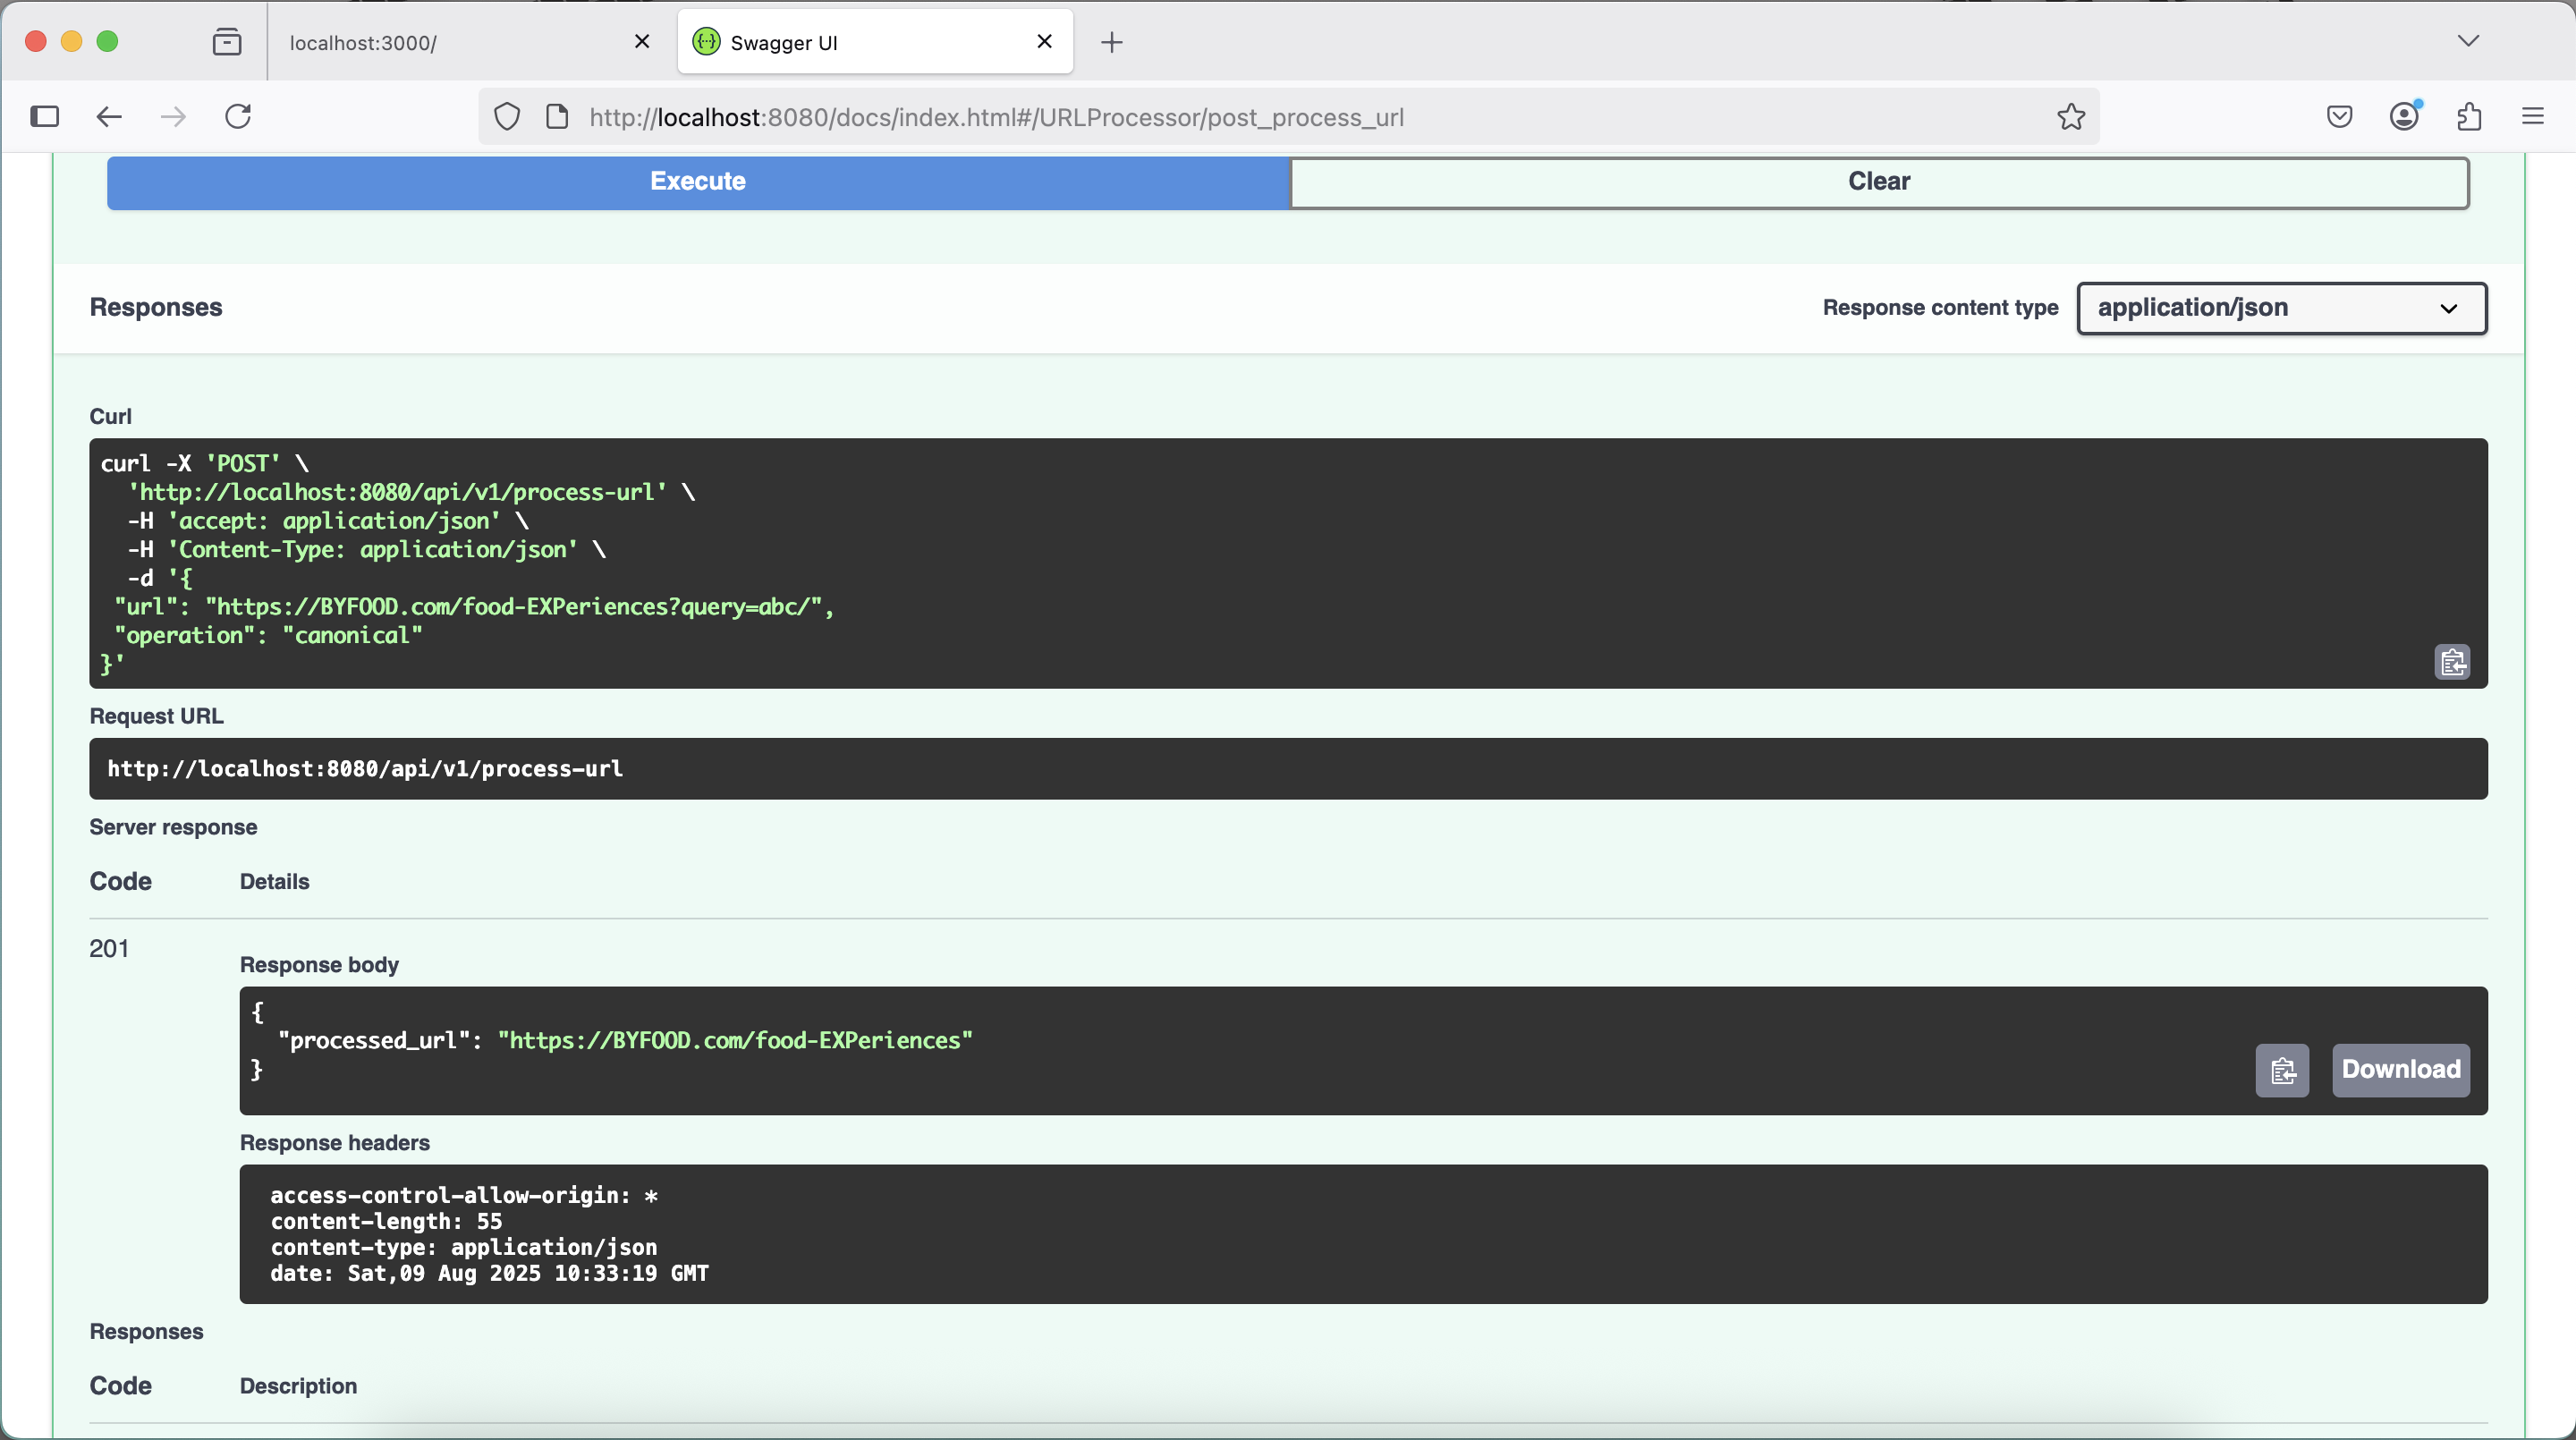 localhost:3000/
Swagger UI
http://localhost:8080/docs/index.html#/URLProcessor/post_process_url
Execute
Clear
Responses
Response content type
application/json
Curl
curl -X 'POST' \
  'http://localhost:8080/api/v1/process-url' \
  -H 'accept: application/json' \
  -H 'Content-Type: application/json' \
  -d '{
 "url": "https://BYFOOD.com/food-EXPeriences?query=abc/",
 "operation": "canonical"
}'
Request URL
http://localhost:8080/api/v1/process-url
Server response
Code Details
201
Response body
{
  "processed_url": "https://BYFOOD.com/food-EXPeriences"
}
Download
Response headers
access-control-allow-origin: *
content-length: 55
content-type: application/json
date: Sat,09 Aug 2025 10:33:19 GMT
Responses
Code Description